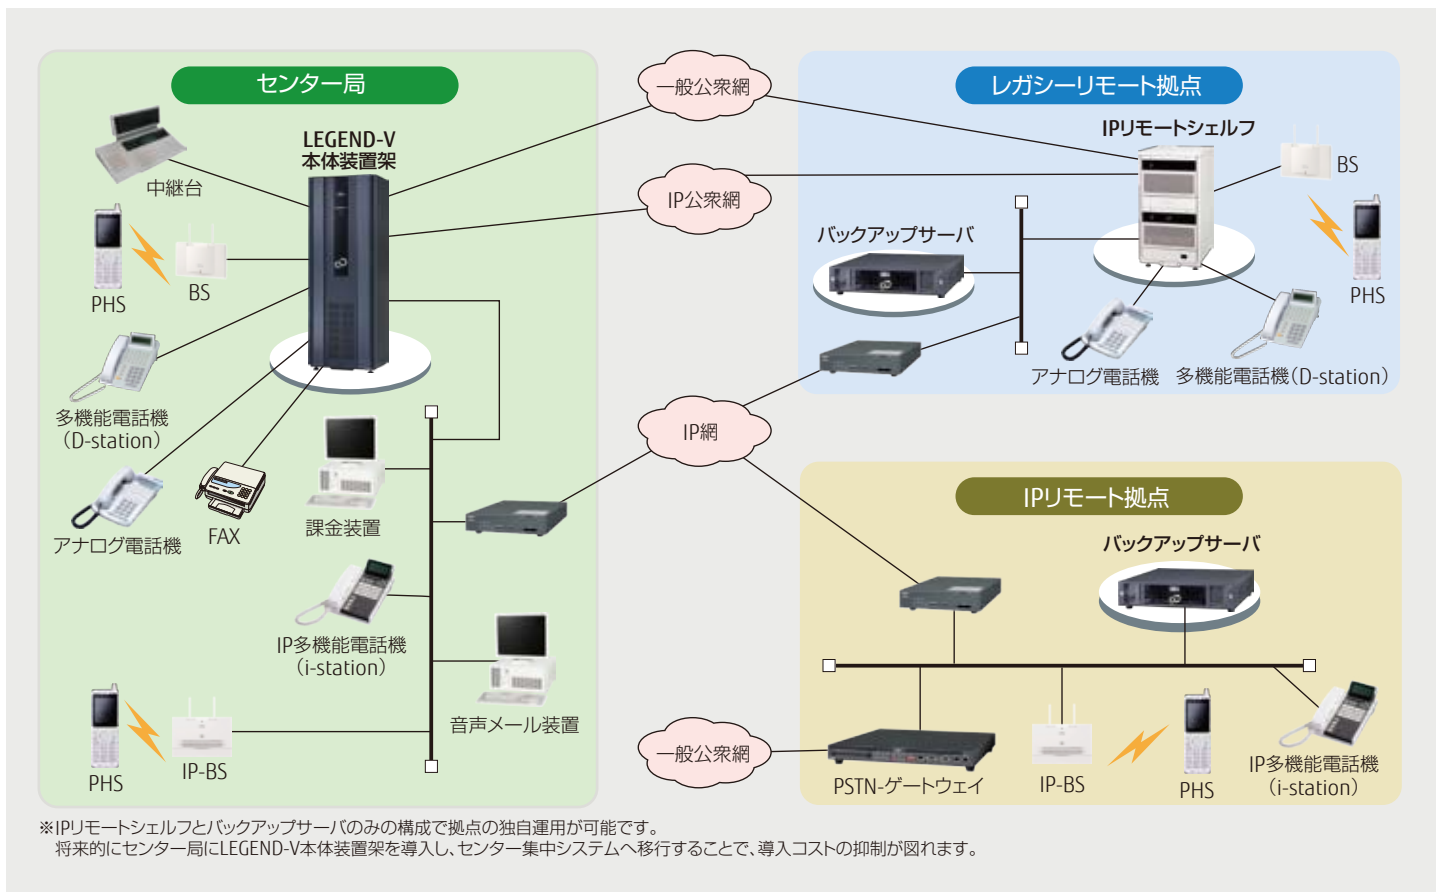 センター局
LEGEND-V
本体装置架
中継台
PHS
BS
多機能電話機
（D-station）
アナログ電話機
FAX
課金装置
IP多機能電話機
（i-station）
音声メール装置
PHS
IP-BS
一般公衆網
IP公衆網
IP網
一般公衆網
レガシーリモート拠点
IPリモートシェルフ
BS
バックアップサーバ
PHS
アナログ電話機
多機能電話機（D-station）
IPリモート拠点
バックアップサーバ
PSTN-ゲートウェイ
IP-BS
PHS
IP多機能電話機
（i-station）
※IPリモートシェルフとバックアップサーバのみの構成で拠点の独自運用が可能です。
将来的にセンター局にLEGEND-V本体装置架を導入し、センター集中システムへ移行することで、導入コストの抑制が図れます。